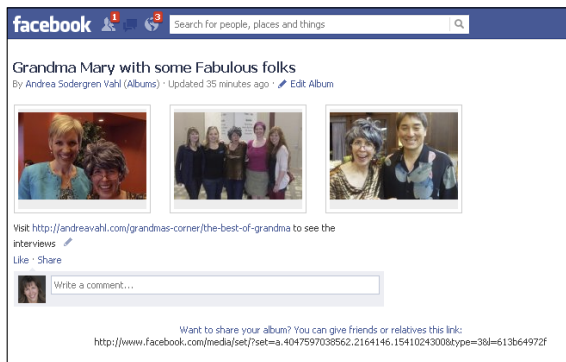 facebook
1
3
Search for people, places and things
Grandma Mary with some Fabulous folks
By Andrea Sodergren Vahl (Albums) · Updated 35 minutes ago · Edit Album
Visit http://andreavahl.com/grandmas-corner/the-best-of-grandma to see the
interviews
Like · Share
Write a comment...
Want to share your album? You can give friends or relatives this link:
http://www.facebook.com/media/set/?set=a.4047597038562.2164146.1541024300&type=3&l=613b64972f